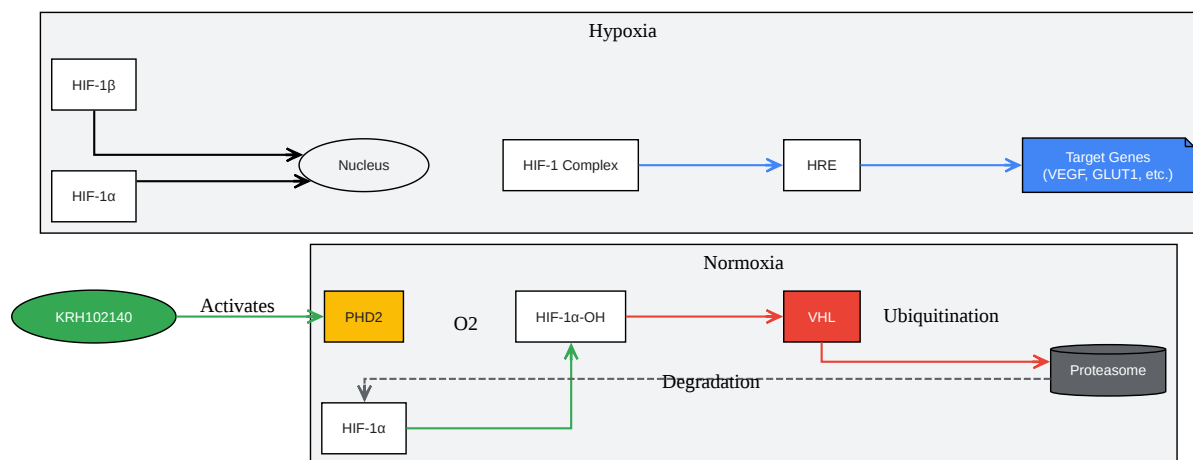 Hypoxia
HIF-1β
HIF-1α
Nucleus
HIF-1 Complex
HRE
Target Genes
(VEGF, GLUT1, etc.)
Normoxia
KRH102140
Activates
PHD2
O2
HIF-1α-OH
VHL
Ubiquitination
Proteasome
Degradation
HIF-1α